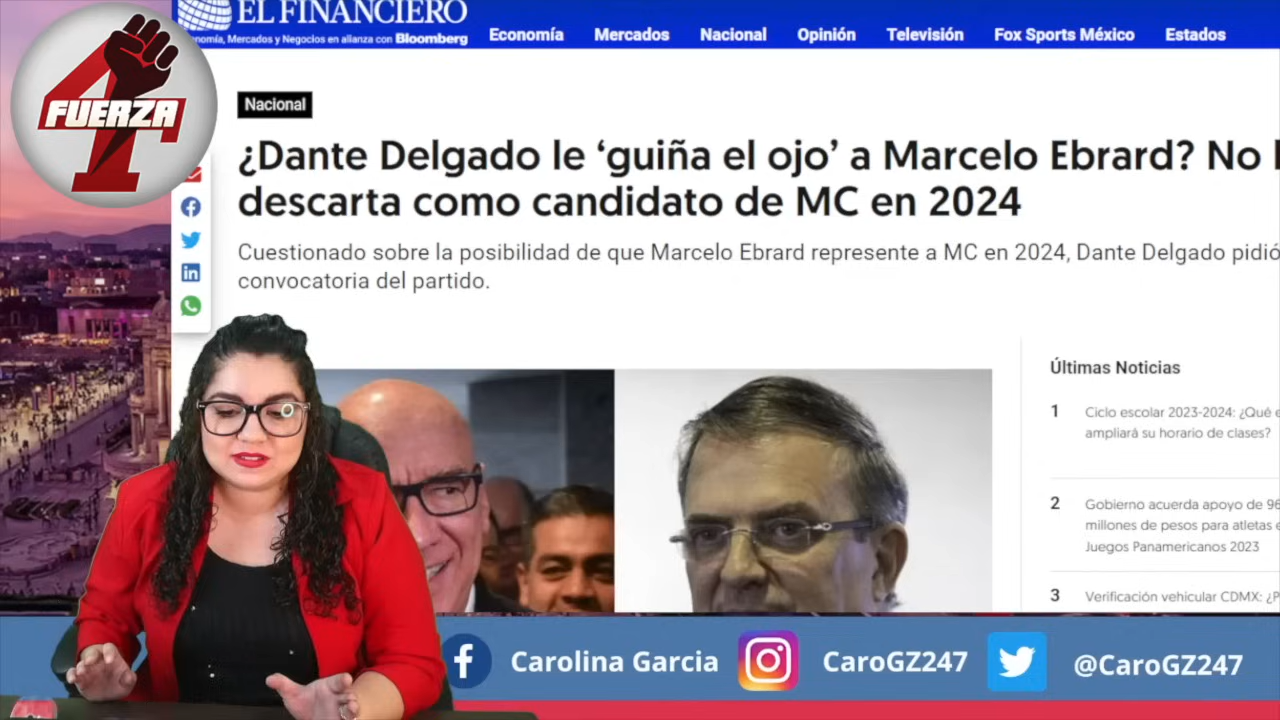 EL FINANCIERO
Economía, Mercados y Negocios en alianza con Bloomberg
Economía
Mercados
Nacional
Opinión
Televisión
Fox Sports México
Estados
4T
FUERZA
Nacional
¿Dante Delgado le ‘guiña el ojo’ a Marcelo Ebrard? No
descarta como candidato de MC en 2024
Cuestionado sobre la posibilidad de que Marcelo Ebrard represente a MC en 2024, Dante Delgado pidió
convocatoria del partido.
Últimas Noticias
1
Ciclo escolar 2023-2024: ¿Qué
ampliará su horario de clases?
2
Gobierno acuerda apoyo de
millones de pesos para atletas
Juegos Panamericanos 2023
3
Verificación vehicular CDMX:
Carolina Garcia
CaroGZ247
@CaroGZ247